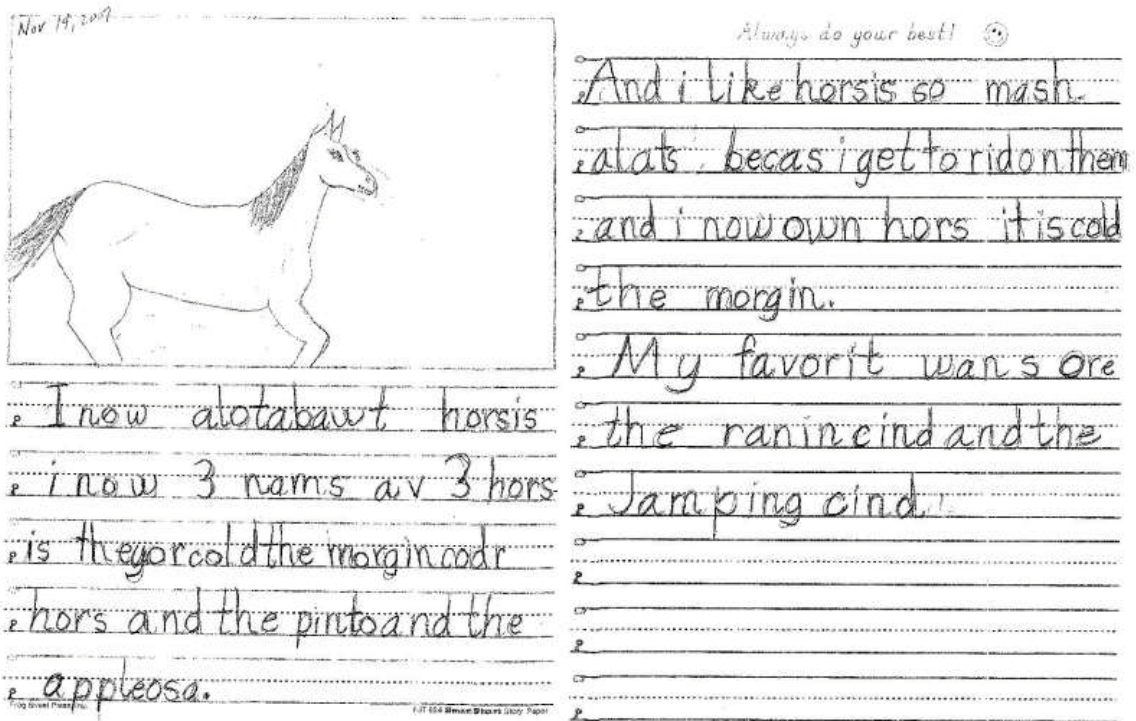 Nov 14, 2007
I now alotabawt horsis
i now 3 nams av 3 hors
is theyorcoldthe morgin codr
hors and the pinto and the
appleosa.
Always do your best!
And i like horsis so mash.
alats becas i get to rid on them
and i now own hors it is cold
the morgin.
My favorit wans ore
the ranin cind and the
Jamping cind.